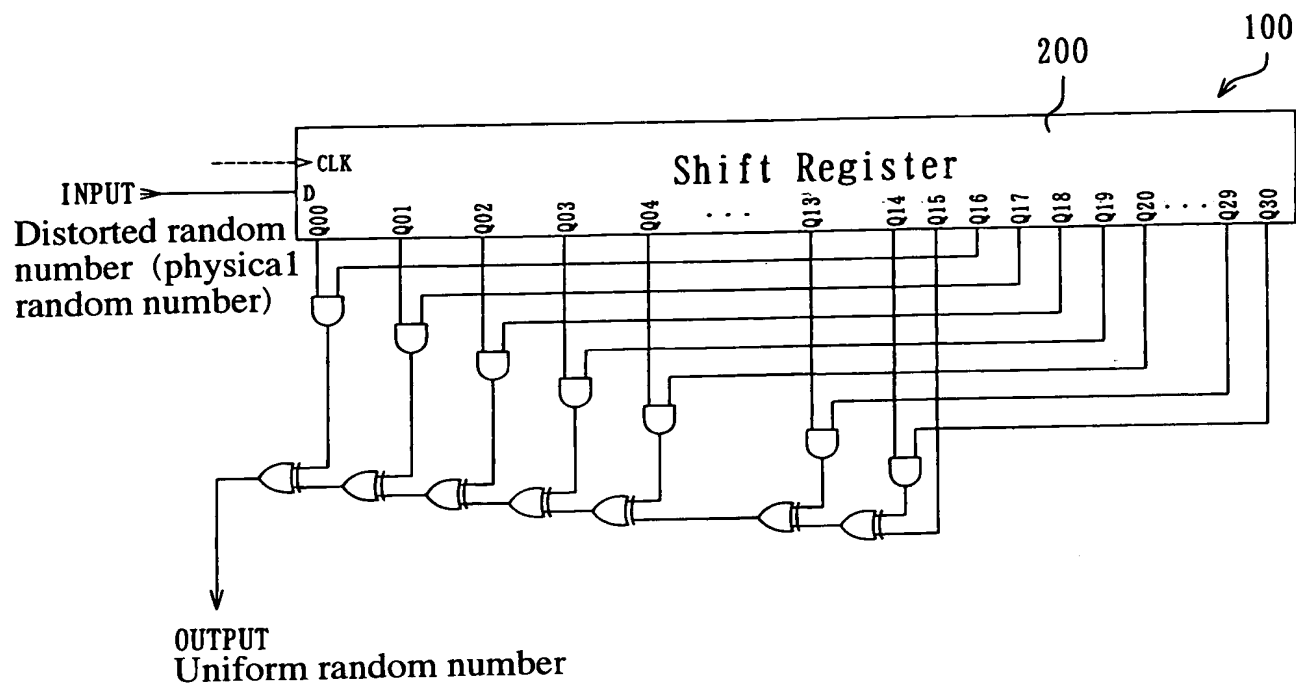 100
200
CLK
Shift Register
INPUT
D
Q00 Q01 Q02 Q03 Q04 · · · Q13 Q14 Q15 Q16 Q17 Q18 Q19 Q20 · · · · Q29 Q30
Distorted random
number (physical
random number)
OUTPUT
Uniform random number